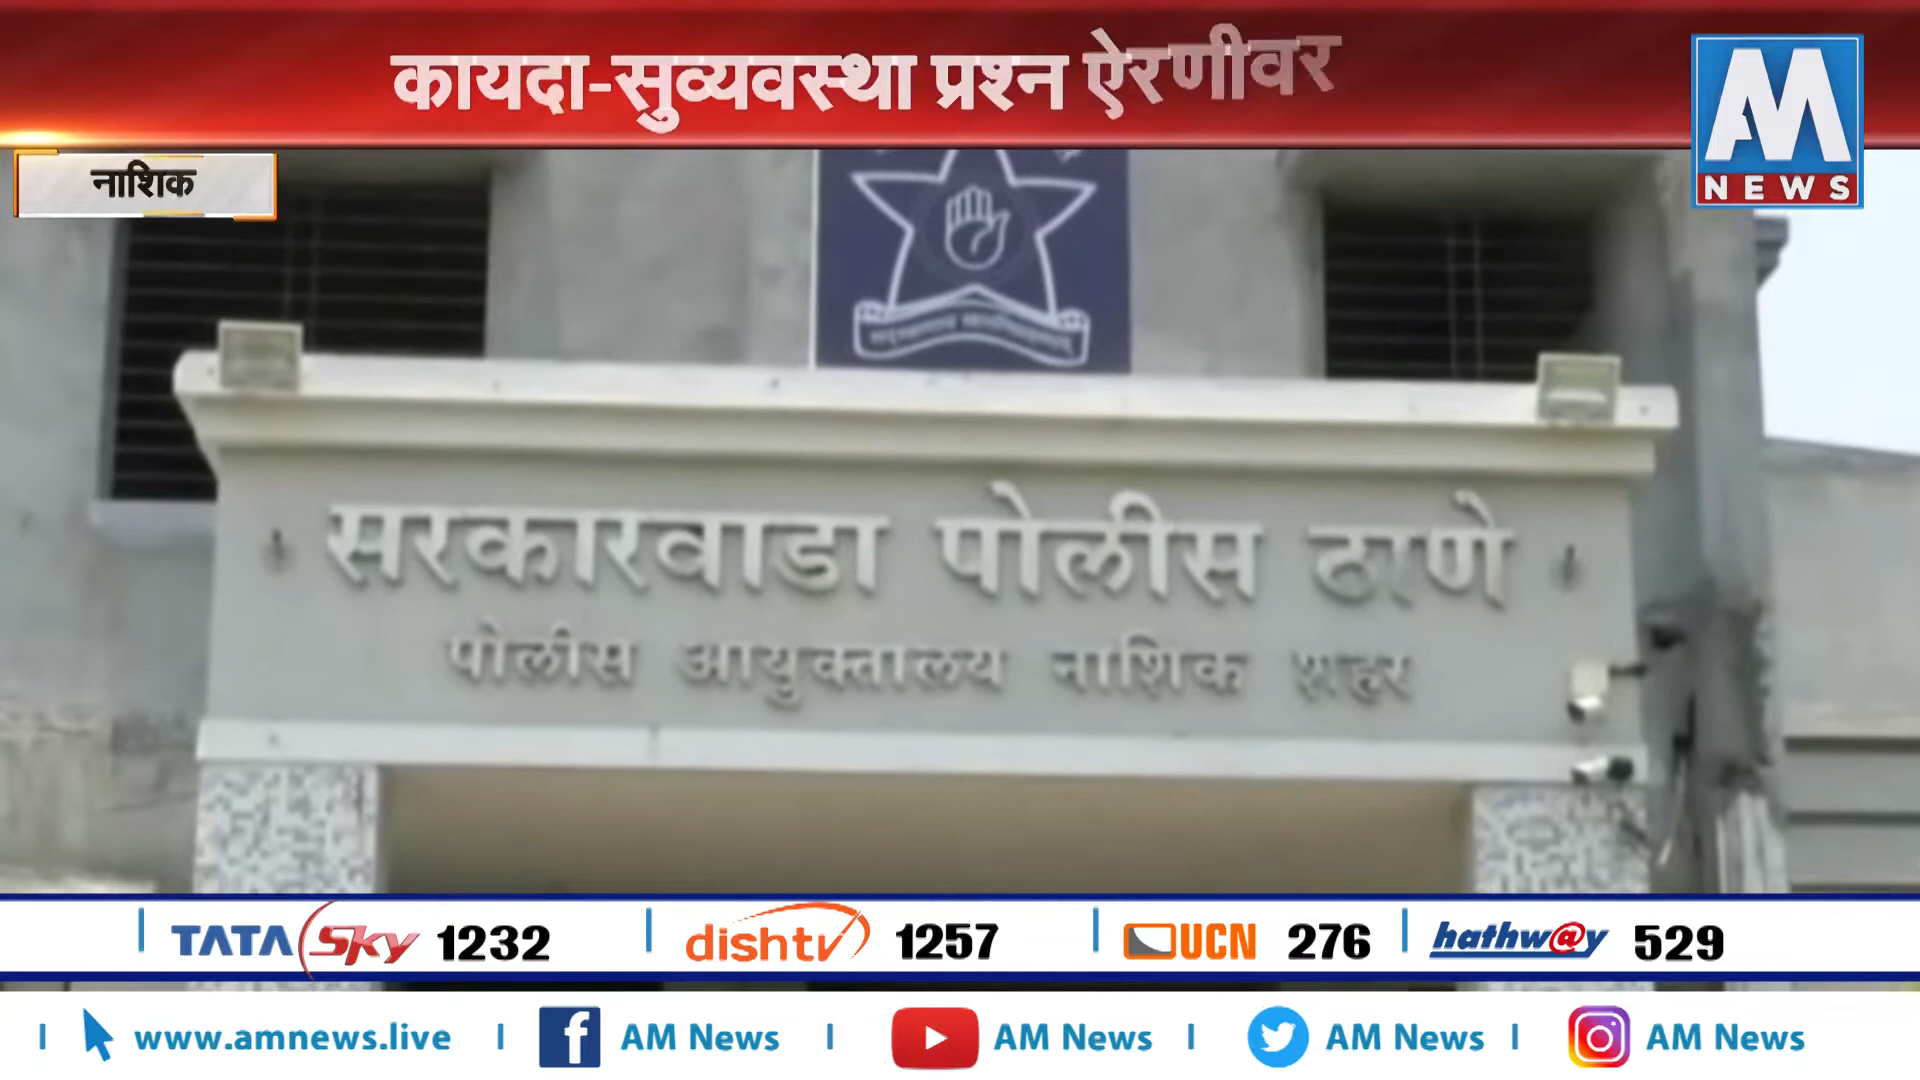 कायदा-सुव्यवस्था प्रश्न ऐरणीवर
AM
NEWS
नाशिक
सरकारवाडा पोलीस ठाणे
पोलीस आयुक्तालय नाशिक शहर
TATA Sky 1232 dishtv 1257 UCN 276 hathw@y 529
www.amnews.live AM News AM News AM News AM News